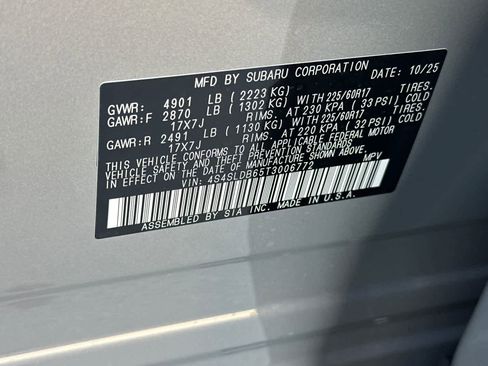 MFD BY SUBARU CORPORATION DATE: 10/25
GVWR: 4901 LB ( 2223 KG)
GAWR:F 2870 LB ( 1302 KG) WITH 225/60R17 TIRES.
17X7J RIMS. AT 230 KPA ( 33 PSI) COLD
GAWR:R 2491 LB ( 1130 KG) WITH 225/60R17 TIRES.
17X7J RIMS. AT 220 KPA ( 32 PSI) COLD
THIS VEHICLE CONFORMS TO ALL APPLICABLE FEDERAL MOTOR
VEHICLE SAFETY, BUMPER, AND THEFT PREVENTION STANDARDS
IN EFFECT ON THE DATE OF MANUFACTURE SHOWN ABOVE.
VIN: 4S4SLDB65T3006772 MPV
ASSEMBLED BY SIA INC. MADE IN U.S.A.